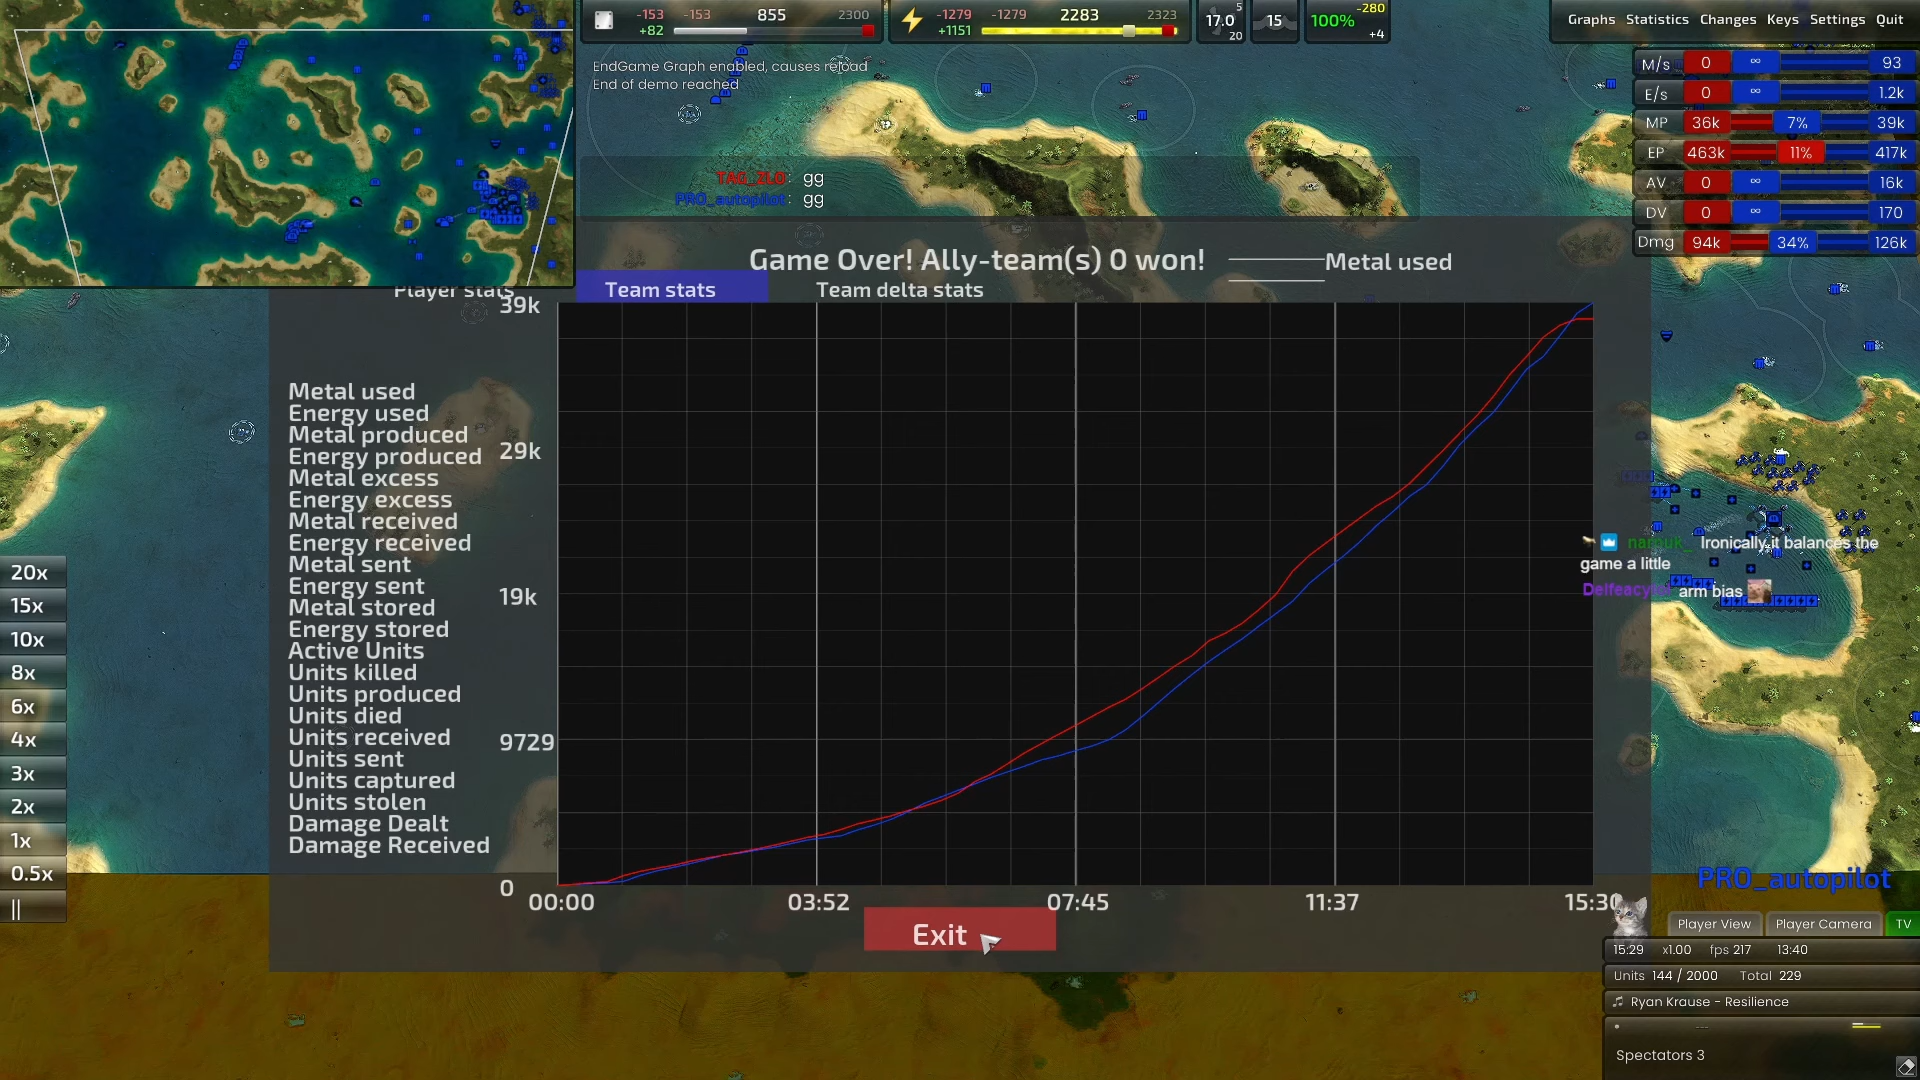 -153 -153 855 2300
+82
-1279 -1279 2283 2323
+1151
17.0 5 20
15
100% -280 +4
Graphs Statistics Changes Keys Settings Quit
EndGame Graph enabled, causes reload
End of demo reached
M/s 0 ∞ 93
E/s 0 ∞ 1.2k
MP 36k 7% 39k
EP 463k 11% 417k
AV 0 ∞ 16k
DV 0 ∞ 170
Dmg 94k 34% 126k
TAG_ZLO: gg
PRO_autopilot: gg
Game Over! Ally-team(s) 0 won!
Metal used
Player stats Team stats Team delta stats
39k
29k
19k
9729
0
Metal used
Energy used
Metal produced
Energy produced
Metal excess
Energy excess
Metal received
Energy received
Metal sent
Energy sent
Metal stored
Energy stored
Active Units
Units killed
Units produced
Units died
Units received
Units sent
Units captured
Units stolen
Damage Dealt
Damage Received
00:00 03:52 07:45 11:37 15:30
Exit
20x
15x
10x
8x
6x
4x
3x
2x
1x
0.5x
||
Ironically it balances the
game a little
arm bias
PRO_autopilot
Player View Player Camera TV
15:29 x1.00 fps 217 13:40
Units 144 / 2000 Total 229
Ryan Krause - Resilience
---
Spectators 3